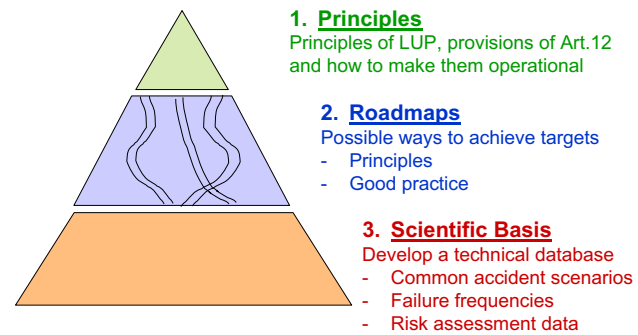 1. Principles
Principles of LUP, provisions of Art.12
and how to make them operational
2. Roadmaps
Possible ways to achieve targets
- Principles
- Good practice
3. Scientific Basis
Develop a technical database
- Common accident scenarios
- Failure frequencies
- Risk assessment data